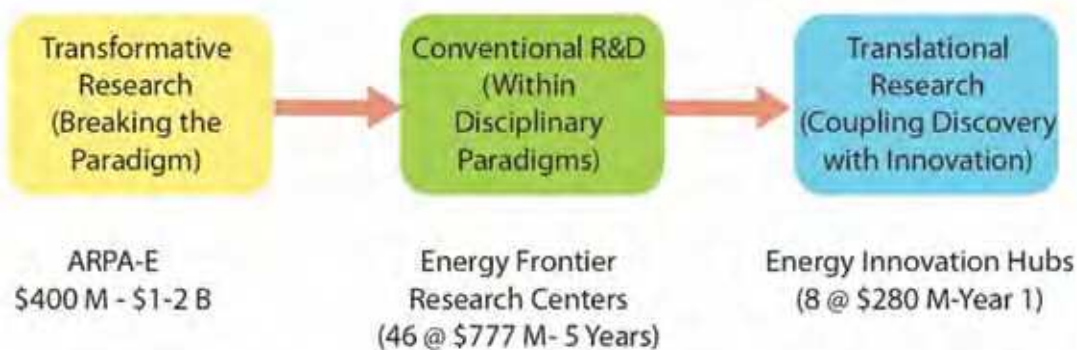 Transformative
Research
(Breaking the
Paradigm)
Conventional R&D
(Within
Disciplinary
Paradigms)
Translational
Research
(Coupling Discovery
with Innovation)
ARPA-E
$400 M - $1-2 B
Energy Frontier
Research Centers
(46 @ $777 M- 5 Years)
Energy Innovation Hubs
(8 @ $280 M-Year 1)